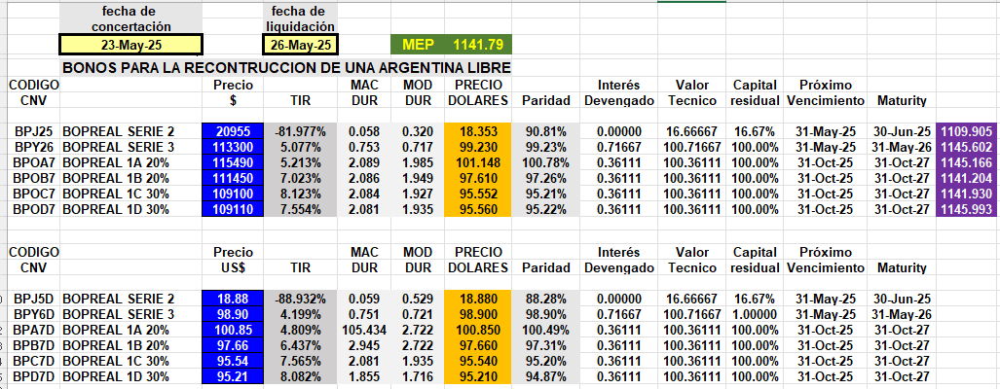 fecha de fecha de
concertación liquidación
23-May-25 26-May-25 MEP 1141.79
BONOS PARA LA RECONTRUCCION DE UNA ARGENTINA LIBRE
CODIGO Precio MAC MOD PRECIO Interés Valor Capital Próximo
CNV $ TIR DUR DUR DOLARES Paridad Devengado Tecnico residual Vencimiento Maturity
BPJ25 BOPREAL SERIE 2 20955 -81.977% 0.058 0.320 18.353 90.81% 0.00000 16.66667 16.67% 31-May-25 30-Jun-25 1109.905
BPY26 BOPREAL SERIE 3 113300 5.077% 0.753 0.717 99.230 99.23% 0.71667 100.71667 100.00% 31-May-25 31-May-26 1145.602
BPOA7 BOPREAL 1A 20% 115490 5.213% 2.089 1.985 101.148 100.78% 0.36111 100.36111 100.00% 31-Oct-25 31-Oct-27 1145.166
BPOB7 BOPREAL 1B 20% 111450 7.023% 2.086 1.949 97.610 97.26% 0.36111 100.36111 100.00% 31-Oct-25 31-Oct-27 1141.204
BPOC7 BOPREAL 1C 30% 109100 8.123% 2.084 1.927 95.552 95.21% 0.36111 100.36111 100.00% 31-Oct-25 31-Oct-27 1141.930
BPOD7 BOPREAL 1D 30% 109110 7.554% 2.081 1.935 95.560 95.22% 0.36111 100.36111 100.00% 31-Oct-25 31-Oct-27 1145.993
CODIGO Precio MAC MOD PRECIO Interés Valor Capital Próximo
CNV US$ TIR DUR DUR DOLARES Paridad Devengado Tecnico residual Vencimiento Maturity
BPJ5D BOPREAL SERIE 2 18.88 -88.932% 0.059 0.529 18.880 88.28% 0.00000 16.66667 16.67% 31-May-25 30-Jun-25
BPY6D BOPREAL SERIE 3 98.90 4.199% 0.751 0.721 98.900 98.90% 0.71667 100.71667 1.00000 31-May-25 31-May-26
BPA7D BOPREAL 1A 20% 100.85 4.809% 105.434 2.722 100.850 100.49% 0.36111 100.36111 100.00% 31-Oct-25 31-Oct-27
BPB7D BOPREAL 1B 20% 97.66 6.437% 2.945 2.722 97.660 97.31% 0.36111 100.36111 100.00% 31-Oct-25 31-Oct-27
BPC7D BOPREAL 1C 30% 95.54 7.565% 2.081 1.935 95.540 95.20% 0.36111 100.36111 100.00% 31-Oct-25 31-Oct-27
BPD7D BOPREAL 1D 30% 95.21 8.082% 1.855 1.716 95.210 94.87% 0.36111 100.36111 100.00% 31-Oct-25 31-Oct-27